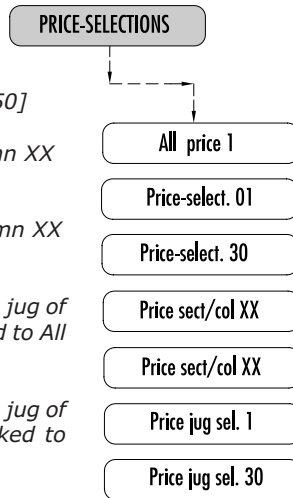 PRICE-SELECTIONS
50]
All price 1
mn XX
Price-select. 01
mn XX
Price-select. 30
jug of
d to All
Price sect/col XX
Price sect/col XX
jug of
ked to
Price jug sel. 1
Price jug sel. 30